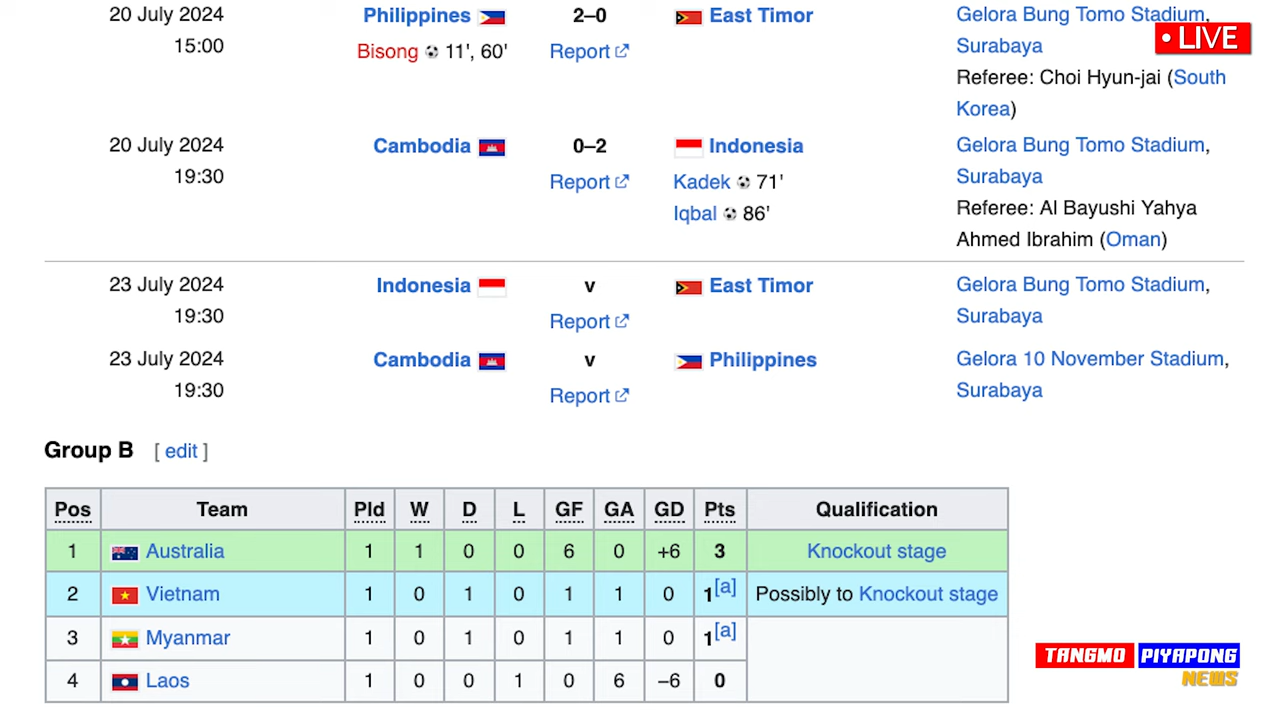 20 July 2024 Philippines 2–0 East Timor Gelora Bung Tomo Stadium,
15:00 Bisong 11', 60' Report Surabaya
• LIVE
Referee: Choi Hyun-jai (South
Korea)
20 July 2024 Cambodia 0–2 Indonesia Gelora Bung Tomo Stadium,
19:30 Report Kadek 71' Surabaya
Iqbal 86' Referee: Al Bayushi Yahya
Ahmed Ibrahim (Oman)
23 July 2024 Indonesia v East Timor Gelora Bung Tomo Stadium,
19:30 Report Surabaya
23 July 2024 Cambodia v Philippines Gelora 10 November Stadium,
19:30 Report Surabaya
Group B [ edit ]
Pos Team Pld W D L GF GA GD Pts Qualification
1 Australia 1 1 0 0 6 0 +6 3 Knockout stage
2 Vietnam 1 0 1 0 1 1 0 1[a] Possibly to Knockout stage
3 Myanmar 1 0 1 0 1 1 0 1[a]
4 Laos 1 0 0 1 0 6 −6 0
TANGMO PIYAPONG
NEWS